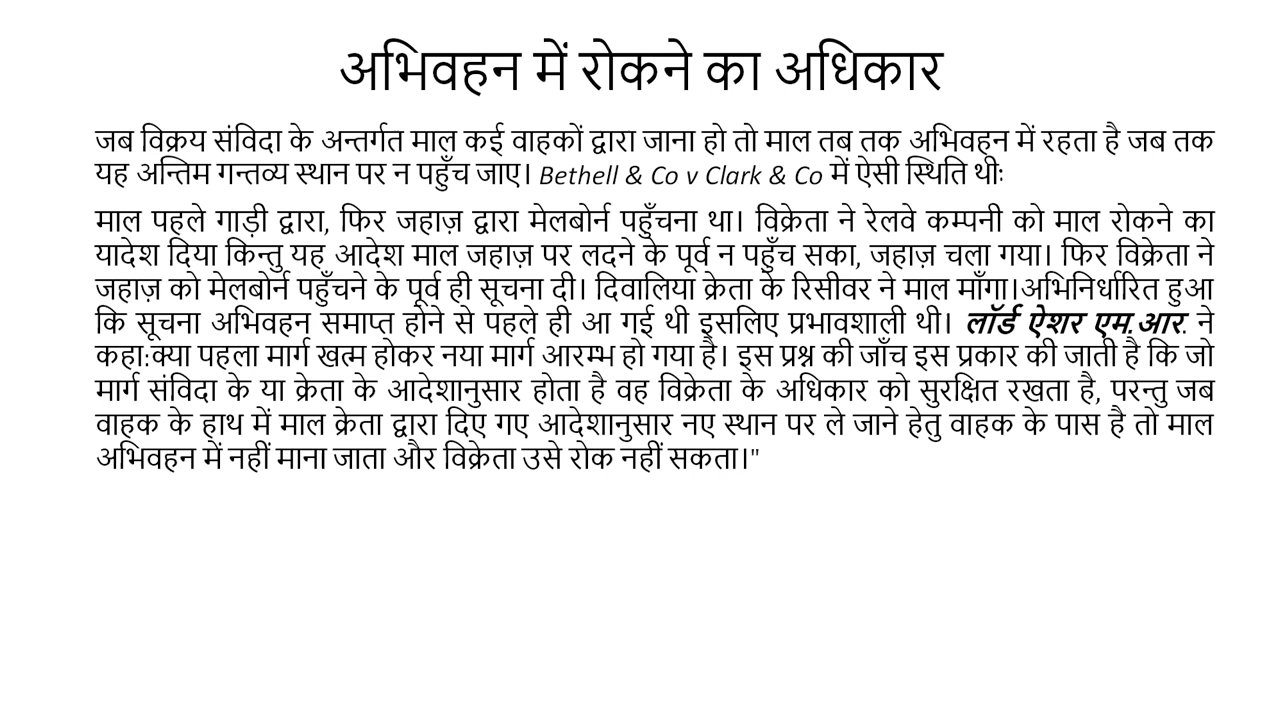 अभिवहन में रोकने का अधिकार
जब विक्रय संविदा के अन्तर्गत माल कई वाहकों द्वारा जाना हो तो माल तब तक अभिवहन में रहता है जब तक
यह अन्तिम गन्तव्य स्थान पर न पहुँच जाए। Bethell & Co v Clark & Co में ऐसी स्थिति थीः
माल पहले गाड़ी द्वारा, फिर जहाज़ द्वारा मेलबोर्न पहुँचना था। विक्रेता ने रेलवे कम्पनी को माल रोकने का
यादेश दिया किन्तु यह आदेश माल जहाज़ पर लदने के पूर्व न पहुँच सका, जहाज़ चला गया। फिर विक्रेता ने
जहाज़ को मेलबोर्न पहुँचने के पूर्व ही सूचना दी। दिवालिया क्रेता के रिसीवर ने माल माँगा।अभिनिर्धारित हुआ
कि सूचना अभिवहन समाप्त होने से पहले ही आ गई थी इसलिए प्रभावशाली थी। लॉर्ड ऐशर एम.आर. ने
कहा:क्या पहला मार्ग खत्म होकर नया मार्ग आरम्भ हो गया है। इस प्रश्न की जाँच इस प्रकार की जाती है कि जो
मार्ग संविदा के या क्रेता के आदेशानुसार होता है वह विक्रेता के अधिकार को सुरक्षित रखता है, परन्तु जब
वाहक के हाथ में माल क्रेता द्वारा दिए गए आदेशानुसार नए स्थान पर ले जाने हेतु वाहक के पास है तो माल
अभिवहन में नहीं माना जाता और विक्रेता उसे रोक नहीं सकता।"